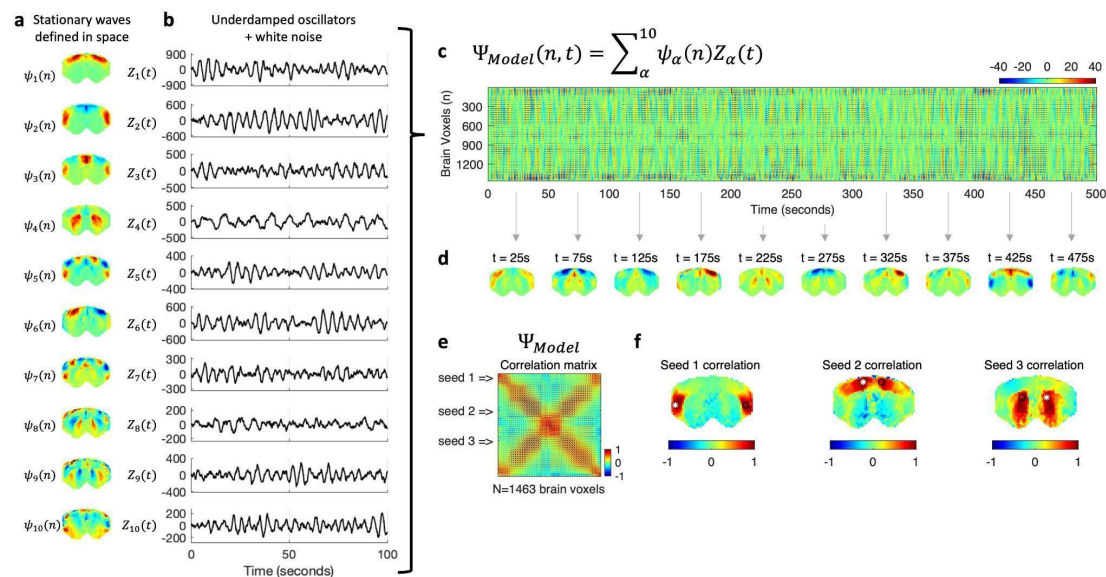 a Stationary waves defined in space
b Underdamped oscillators + white noise
ψ1(n) Z1(t) 900 0 -900
ψ2(n) Z2(t) 600 0 -600
ψ3(n) Z3(t) 500 0 -500
ψ4(n) Z4(t) 500 0 -500
ψ5(n) Z5(t) 400 0 -400
ψ6(n) Z6(t) 600 0 -600
ψ7(n) Z7(t) 300 0 -300
ψ8(n) Z8(t) 200 0 -200
ψ9(n) Z9(t) 400 0 -400
ψ10(n) Z10(t) 200 0 -200
0 50 100
Time (seconds)
c ΨModel(n, t) = ∑α10 ψα(n)Zα(t)
-40 -20 0 20 40
Brain Voxels (n)
300
600
900
1200
0 50 100 150 200 250 300 350 400 450 500
Time (seconds)
d t = 25s t = 75s t = 125s t = 175s t = 225s t = 275s t = 325s t = 375s t = 425s t = 475s
e ΨModel
Correlation matrix
seed 1 =>
seed 2 =>
seed 3 =>
1
0
-1
N=1463 brain voxels
f Seed 1 correlation Seed 2 correlation Seed 3 correlation
-1 0 1 -1 0 1 -1 0 1